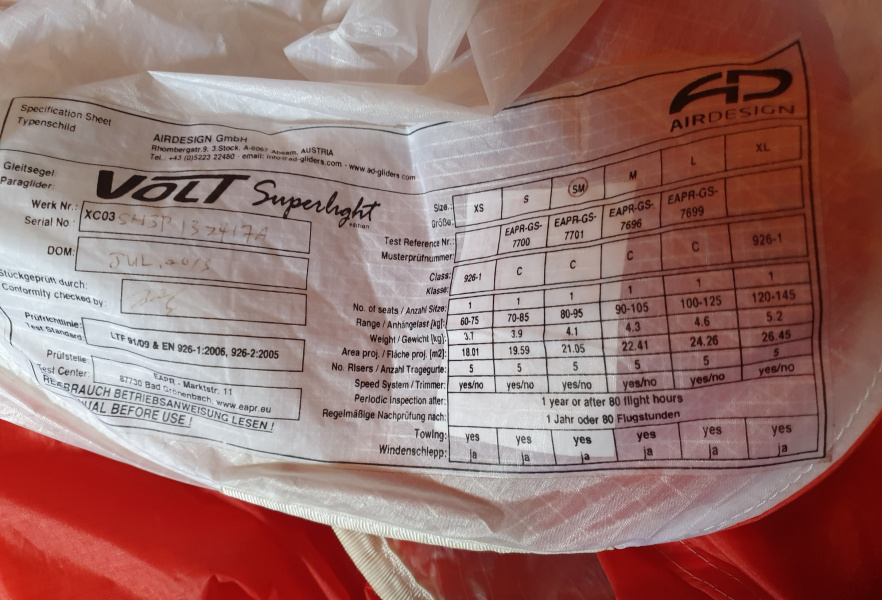 Specification Sheet
Typenschild
AIRDESIGN GmbH
Rhombergatr. 9, 3.Stock, A-6067 Absam, AUSTRIA
Tel.. +43 (0)5223 22480 - email: info@ad-gliders.com - www.ad-gliders.com
AD
AIRDESIGN
Gleitsegel
Paraglider:
VOLT Superlight
edition
Werk Nr.:
Serial No :
XC03
DOM:
JUL, 2013
Stückgeprüft durch:
Conformity checked by:
Prüfrichtlinie:
Test Standard:
LTF 91/09 & EN 926-1:2006, 926-2:2005
Prüfstelle
Test Center:
EAPR - Marktstr. 11
87730 Bad Grönenbach, www.eapr.eu
GEBRAUCH BETRIEBSANWEISUNG LESEN !
BEFORE USE !
Size:
Größe: XS S SM M L XL
Test Reference Nr.:
Musterprüfnummer: EAPR-GS-7700 EAPR-GS-7701 EAPR-GS-7696 EAPR-GS-7699
Class:
Klasse: 926-1 C C C C 926-1
No. of seats / Anzahl Sitze: 1 1 1 1 1 1
Range / Anhängelast [kg]: 60-75 70-85 80-95 90-105 100-125 120-145
Weight / Gewicht [kg]: 3.7 3.9 4.1 4.3 4.6 5.2
Area proj. / Fläche proj. [m2]: 18.01 19.59 21.05 22.41 24.26 26.45
No. Risers / Anzahl Tragegurte: 5 5 5 5 5 5
Speed System / Trimmer: yes/no yes/no yes/no yes/no yes/no yes/no
Periodic Inspection after: 1 year or after 80 flight hours
Regelmäßige Nachprüfung nach: 1 Jahr oder 80 Flugstunden
Towing: yes yes yes yes yes yes
Windenschlepp: ja ja ja ja ja ja